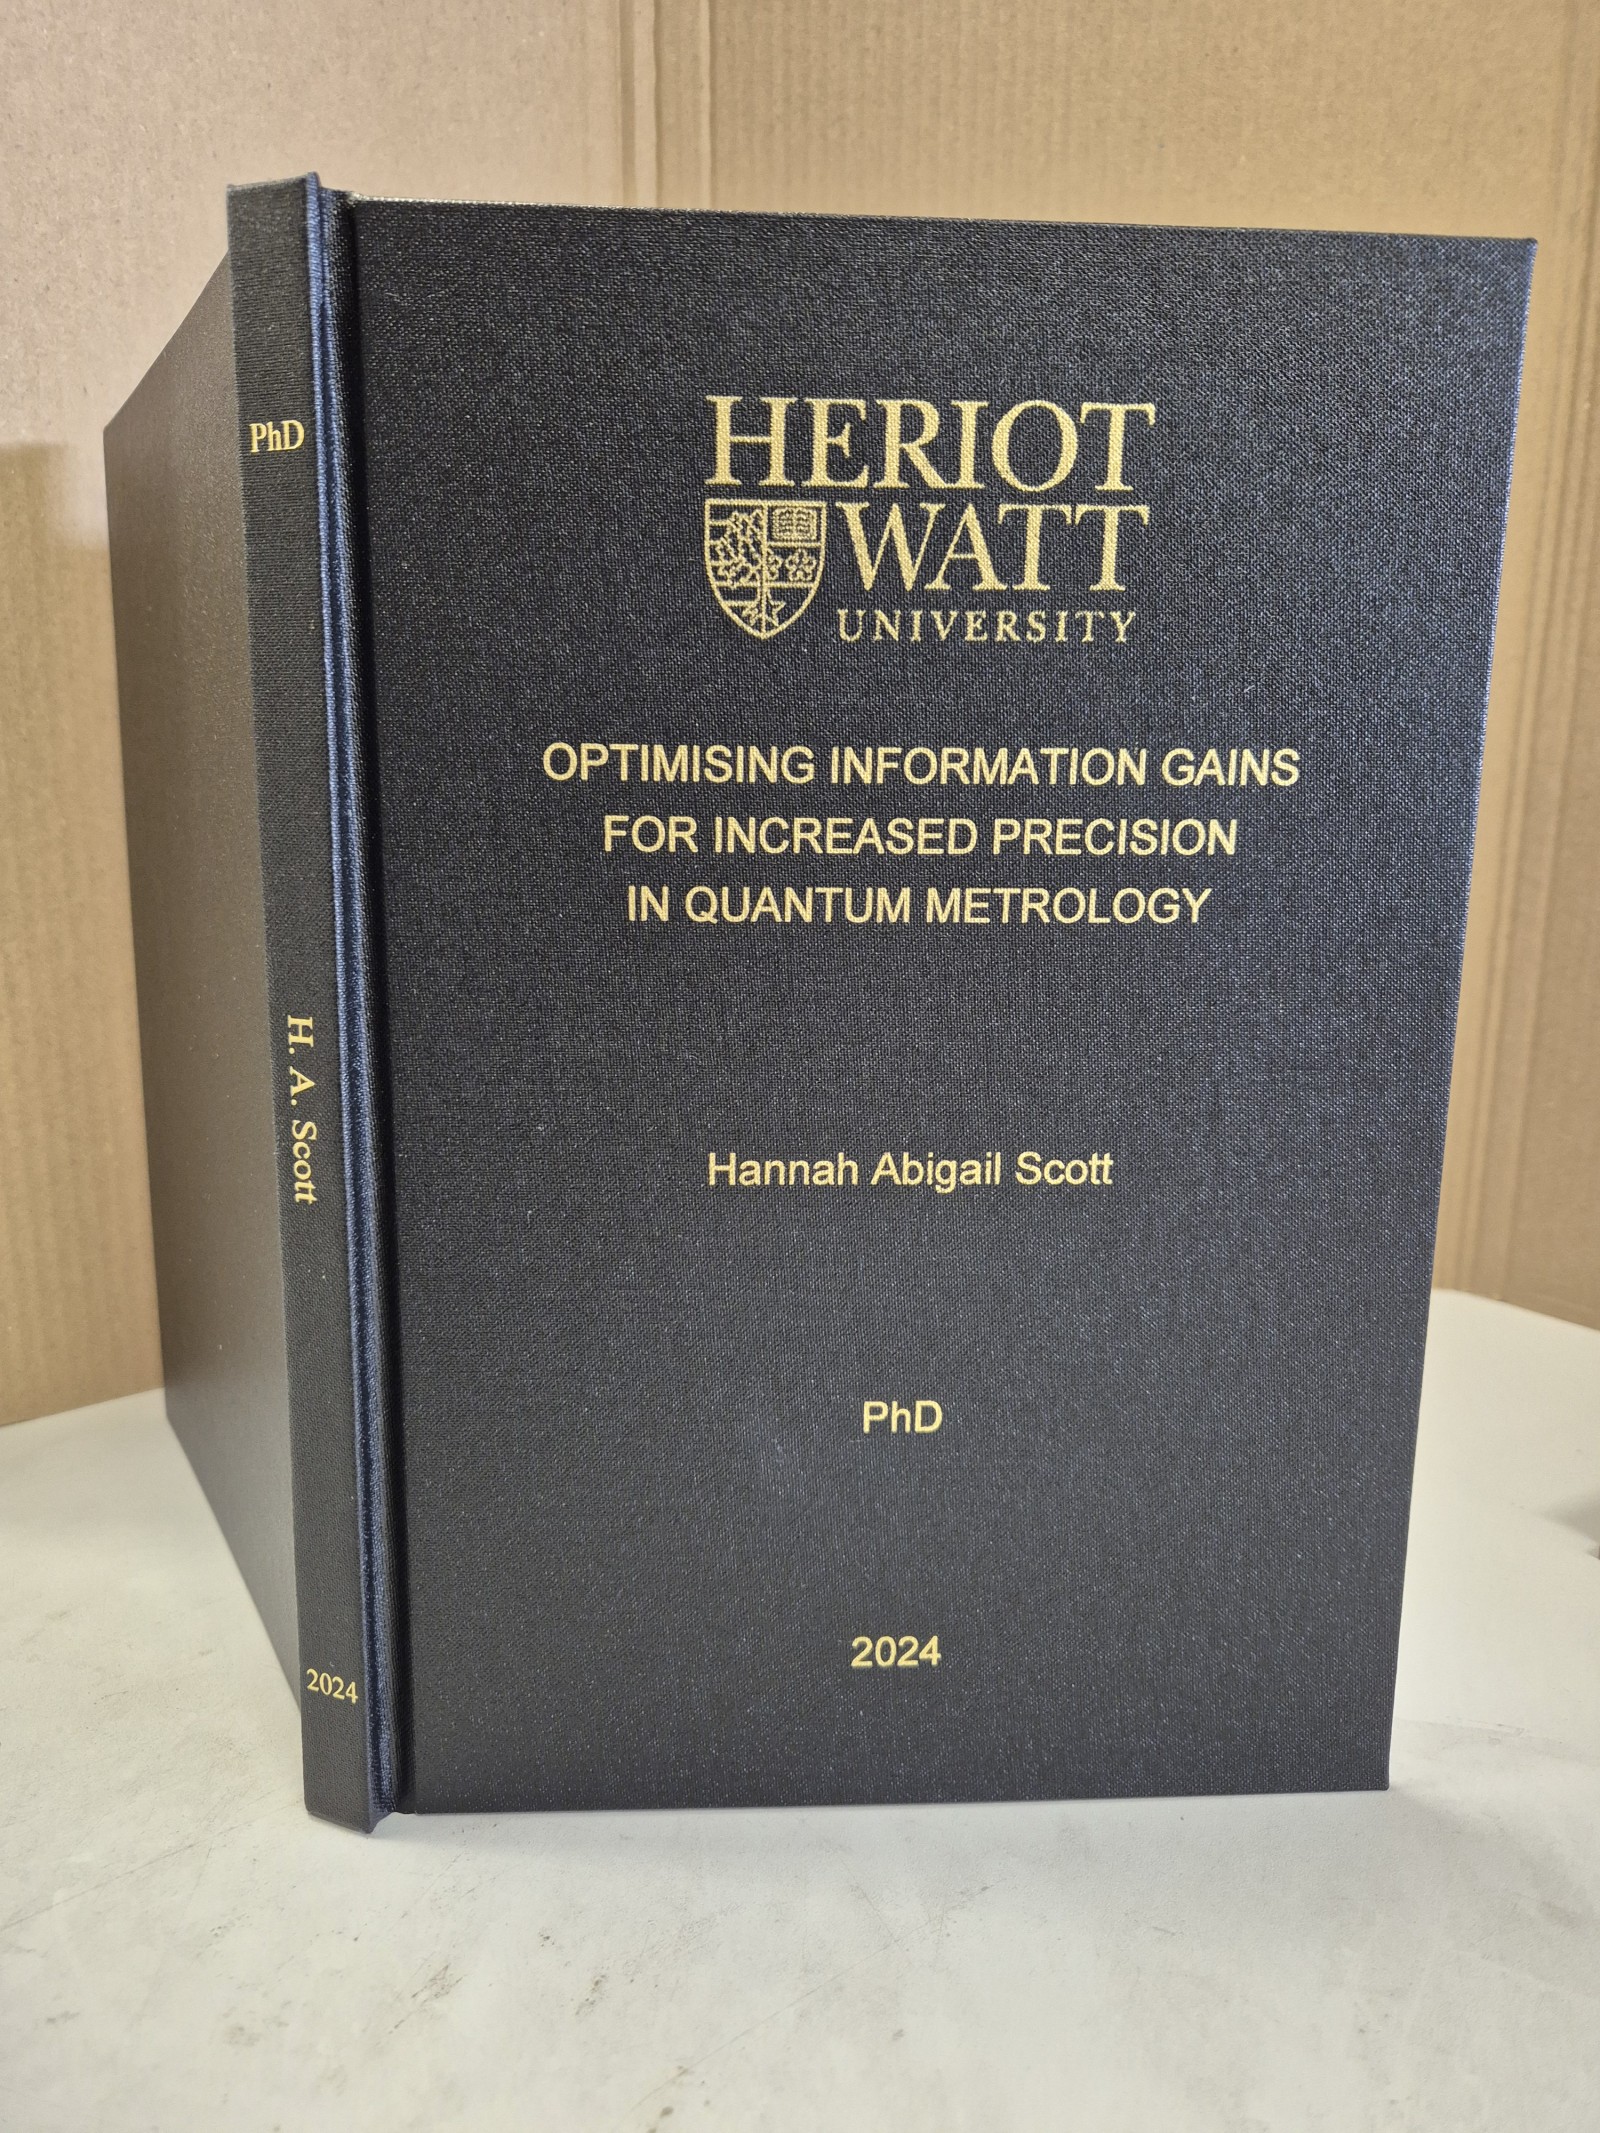 PhD
H. A. Scott
2024
HERIOT
WATT
UNIVERSITY
OPTIMISING INFORMATION GAINS
FOR INCREASED PRECISION
IN QUANTUM METROLOGY
Hannah Abigail Scott
PhD
2024